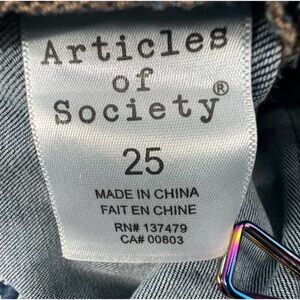 Articles
of
Society®
25
MADE IN CHINA
FAIT EN CHINE
RN# 137479
CA# 00803